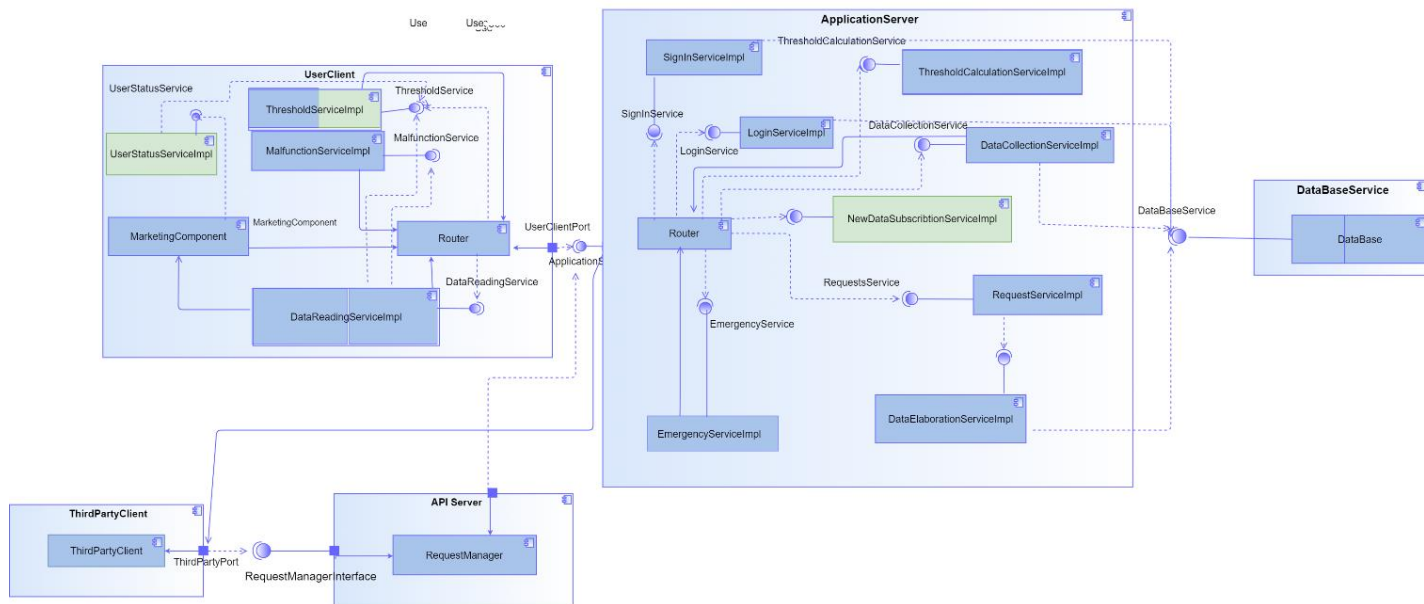 Use
ApplicationServer
ThresholdCalculationService
SignInServiceImpl
ThresholdCalculationServiceImpl
UserClient
UserStatusService
ThresholdService
ThresholdServiceImpl
SignInService
MalfunctionService
LoginServiceImpl
DataCollectionService
UserStatusServiceImpl
MalfunctionServiceImpl
LoginService
DataCollectionServiceImpl
DataBaseService
DataBaseService
MarketingComponent
MarketingComponent
Router
UserClientPort
Router
NewDataSubscribtionServiceImpl
DataBase
ApplicationS
DataReadingService
RequestsService
RequestServiceImpl
DataReadingServiceImpl
EmergencyService
DataElaborationServiceImpl
EmergencyServiceImpl
API Server
ThirdPartyClient
ThirdPartyClient
RequestManager
ThirdPartyPort
RequestManagerInterface